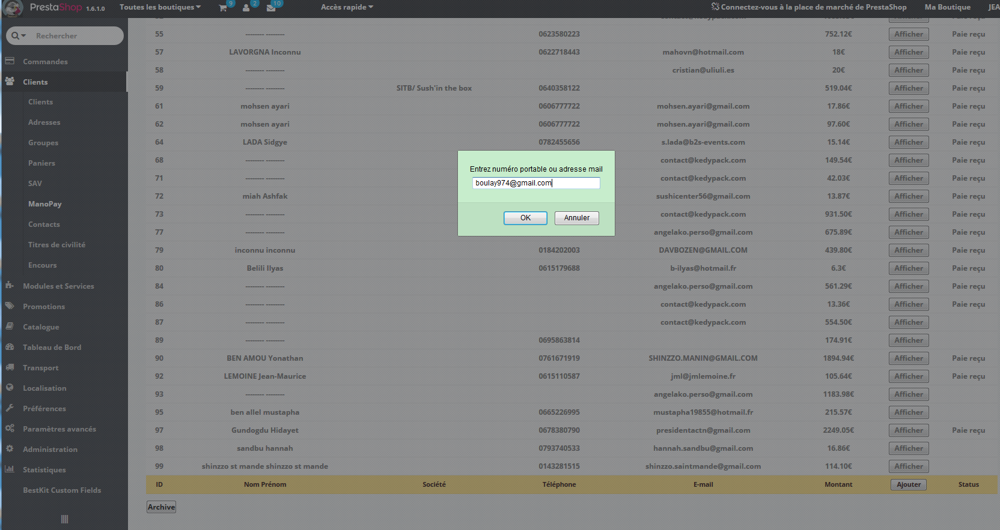 PrestaShop 1.6.1.0 Toutes les boutiques 9 2 10 Accès rapide Connectez-vous à la place de marché de PrestaShop Ma Boutique JEA
Rechercher
Commandes
Clients
Clients
Adresses
Groupes
Paniers
SAV
ManoPay
Contacts
Titres de civilité
Encours
Modules et Services
Promotions
Catalogue
Tableau de Bord
Transport
Localisation
Préférences
Paramètres avancés
Administration
Statistiques
BestKit Custom Fields
55 -------- -------- 0623580223 752.12€ Afficher Paie reçu
57 LAVORGNA Inconnu 0622718443 mahovn@hotmail.com 18€ Afficher Paie reçu
58 -------- -------- cristian@uliuli.es 20€ Afficher Paie reçu
59 -------- -------- SITB/ Sush'in the box 0640358122 519.04€ Afficher Paie reçu
61 mohsen ayari 0606777722 mohsen.ayari@gmail.com 17.86€ Afficher Paie reçu
62 mohsen ayari 0606777722 mohsen.ayari@gmail.com 97.60€ Afficher Paie reçu
64 LADA Sidgye 0782455656 s.lada@b2s-events.com 15.14€ Afficher Paie reçu
68 -------- -------- contact@kedypack.com 149.54€ Afficher Paie reçu
71 -------- -------- contact@kedypack.com 42.03€ Afficher Paie reçu
72 miah Ashfak sushicenter56@gmail.com 13.87€ Afficher Paie reçu
73 -------- -------- contact@kedypack.com 931.50€ Afficher Paie reçu
77 -------- -------- angelako.perso@gmail.com 675.89€ Afficher Paie reçu
79 inconnu inconnu 0184202003 DAVBOZEN@GMAIL.COM 439.80€ Afficher Paie reçu
80 Belili Ilyas 0615179688 b-ilyas@hotmail.fr 6.3€ Afficher Paie reçu
84 -------- -------- angelako.perso@gmail.com 561.29€ Afficher Paie reçu
86 -------- -------- contact@kedypack.com 13.36€ Afficher Paie reçu
87 -------- -------- contact@kedypack.com 554.50€ Afficher
89 -------- -------- 0695863814 174.91€ Afficher
90 BEN AMOU Yonathan 0761671919 SHINZZO.MANIN@GMAIL.COM 1894.94€ Afficher Paie reçu
92 LEMOINE Jean-Maurice 0615110587 jml@jmlemoine.fr 105.64€ Afficher Paie reçu
93 -------- -------- angelako.perso@gmail.com 1183.98€ Afficher
95 ben allel mustapha 0665226995 mustapha19855@hotmail.fr 215.57€ Afficher
97 Gundogdu Hidayet 0678380790 presidentactn@gmail.com 2249.05€ Afficher Paie reçu
98 sandbu hannah 0793740533 hannah.sandbu@gmail.com 16.86€ Afficher
99 shinzzo st mande shinzzo st mande 0143281515 shinzzo.saintmande@gmail.com 114.10€ Afficher
ID Nom Prénom Société Téléphone E-mail Montant Ajouter Status
Archive
Entrez numéro portable ou adresse mail
boulay974@gmail.com
OK Annuler